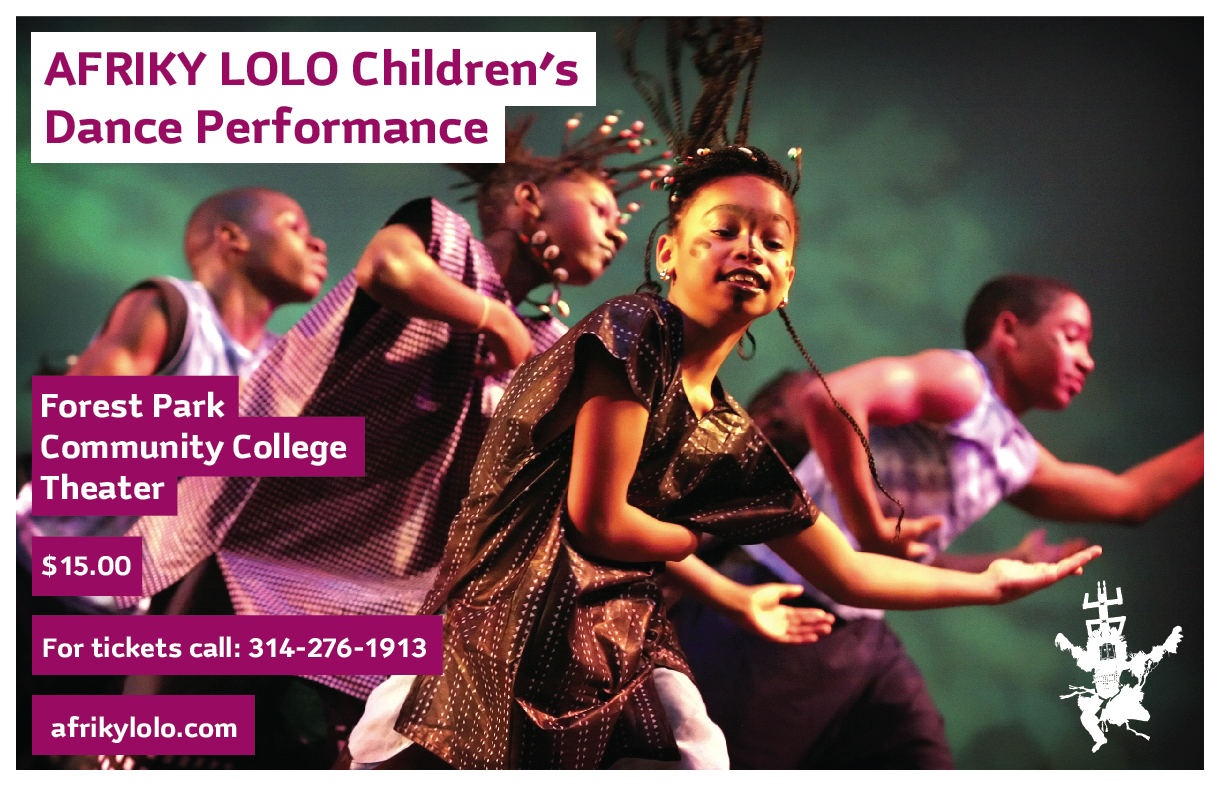 AFRIKY LOLO Children's
Dance Performance
Forest Park
Community College
Theater
$15.00
For tickets call: 314-276-1913
afrikylolo.com